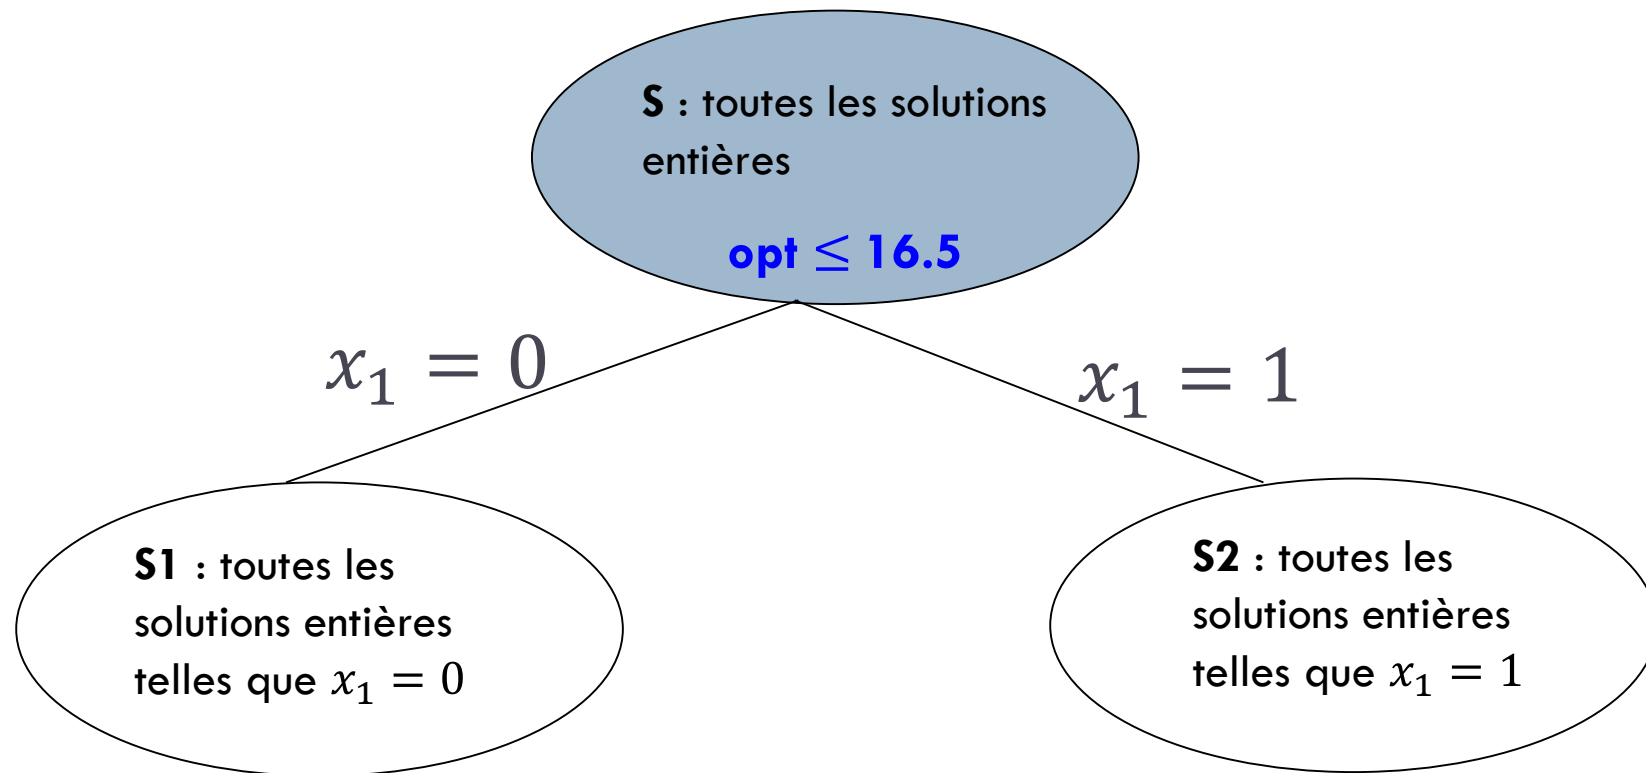 S : toutes les solutions
entières
opt ≤ 16.5
x₁ = 0
x₁ = 1
S1 : toutes les
solutions entières
telles que x₁ = 0
S2 : toutes les
solutions entières
telles que x₁ = 1